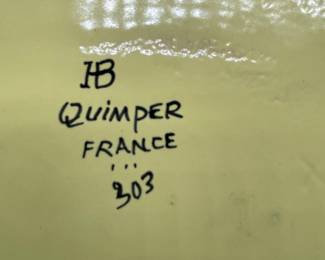 HB
QUIMPER
FRANCE
...
303